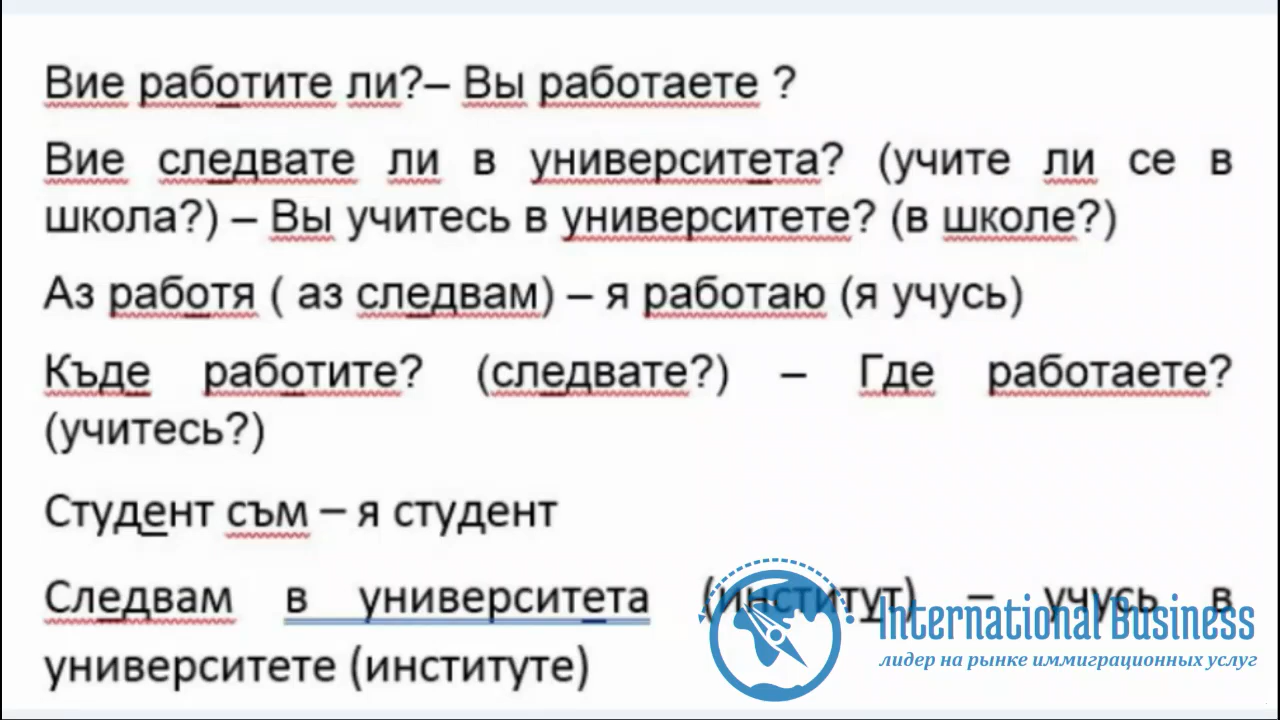 Вие работите ли?– Вы работаете ?
Вие следвате ли в университета? (учите ли се в
школа?) – Вы учитесь в университете? (в школе?)
Аз работя ( аз следвам) – я работаю (я учусь)
Къде работите? (следвате?) – Где работаете?
(учитесь?)
Студент съм – я студент
Следвам в университета (институт) – учусь в
университете (институте)
International Business
лидер на рынке иммиграционных услуг